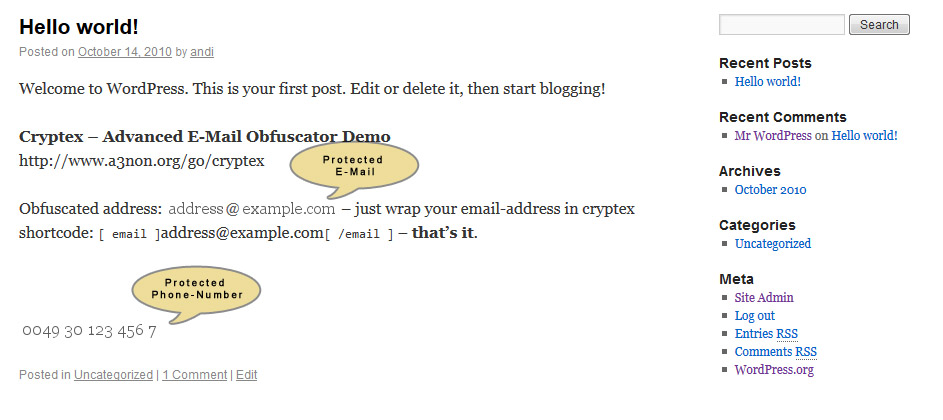 Hello world!
Posted on October 14, 2010 by andi
Welcome to WordPress. This is your first post. Edit or delete it, then start blogging!
Cryptex – Advanced E-Mail Obfuscator Demo
http://www.a3non.org/go/cryptex
Protected
E-Mail
Obfuscated address: address@example.com – just wrap your email-address in cryptex
shortcode: [ email ]address@example.com[ /email ] – that's it.
Protected
Phone-Number
0049 30 123 456 7
Posted in Uncategorized | 1 Comment | Edit
Search
Recent Posts
Hello world!
Recent Comments
Mr WordPress on Hello world!
Archives
October 2010
Categories
Uncategorized
Meta
Site Admin
Log out
Entries RSS
Comments RSS
WordPress.org